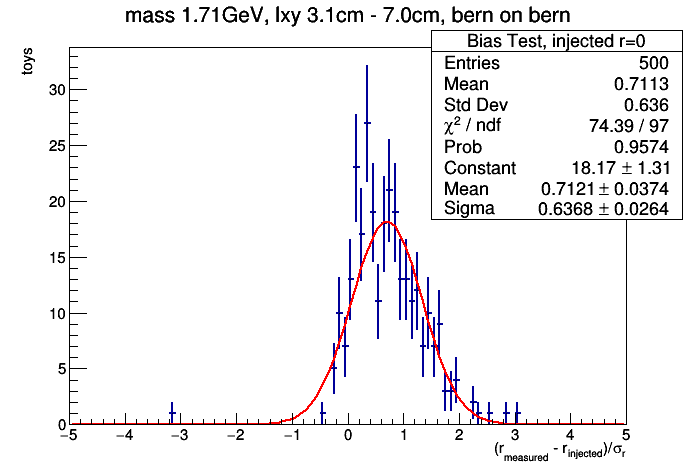 mass 1.71GeV, lxy 3.1cm - 7.0cm, bern on bern
Bias Test, injected r=0
Entries 500
Mean 0.7113
Std Dev 0.636
χ² / ndf 74.39 / 97
Prob 0.9574
Constant 18.17 ± 1.31
Mean 0.7121 ± 0.0374
Sigma 0.6368 ± 0.0264
toys
30
25
20
15
10
5
0
−5 −4 −3 −2 −1 0 1 2 3 4 5
(r_measured - r_injected)/σ_r